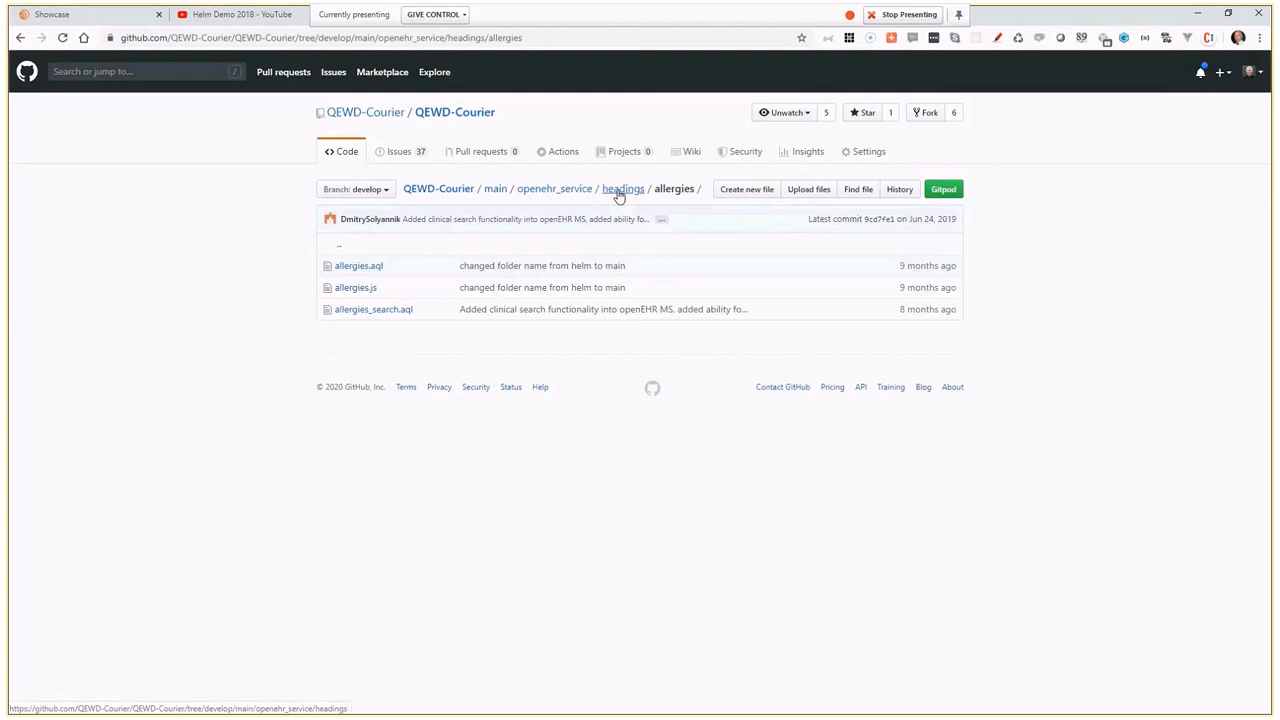 Showcase
Helm Demo 2018 - YouTube
Currently presenting
GIVE CONTROL
Stop Presenting
github.com/QEWD-Courier/QEWD-Courier/tree/develop/main/openehr_service/headings/allergies
Search or jump to... /
Pull requests Issues Marketplace Explore
QEWD-Courier / QEWD-Courier
Unwatch 5 Star 1 Fork 6
Code Issues 37 Pull requests 0 Actions Projects 0 Wiki Security Insights Settings
Branch: develop QEWD-Courier / main / openehr_service / headings / allergies / Create new file Upload files Find file History Gitpod
DmitrySolyannik Added clinical search functionality into openEHR MS, added ability fo... ... Latest commit 9cd7fe1 on Jun 24, 2019
..
allergies.aql changed folder name from helm to main 9 months ago
allergies.js changed folder name from helm to main 9 months ago
allergies_search.aql Added clinical search functionality into openEHR MS, added ability fo... 8 months ago
© 2020 GitHub, Inc. Terms Privacy Security Status Help Contact GitHub Pricing API Training Blog About
https://github.com/QEWD-Courier/QEWD-Courier/tree/develop/main/openehr_service/headings